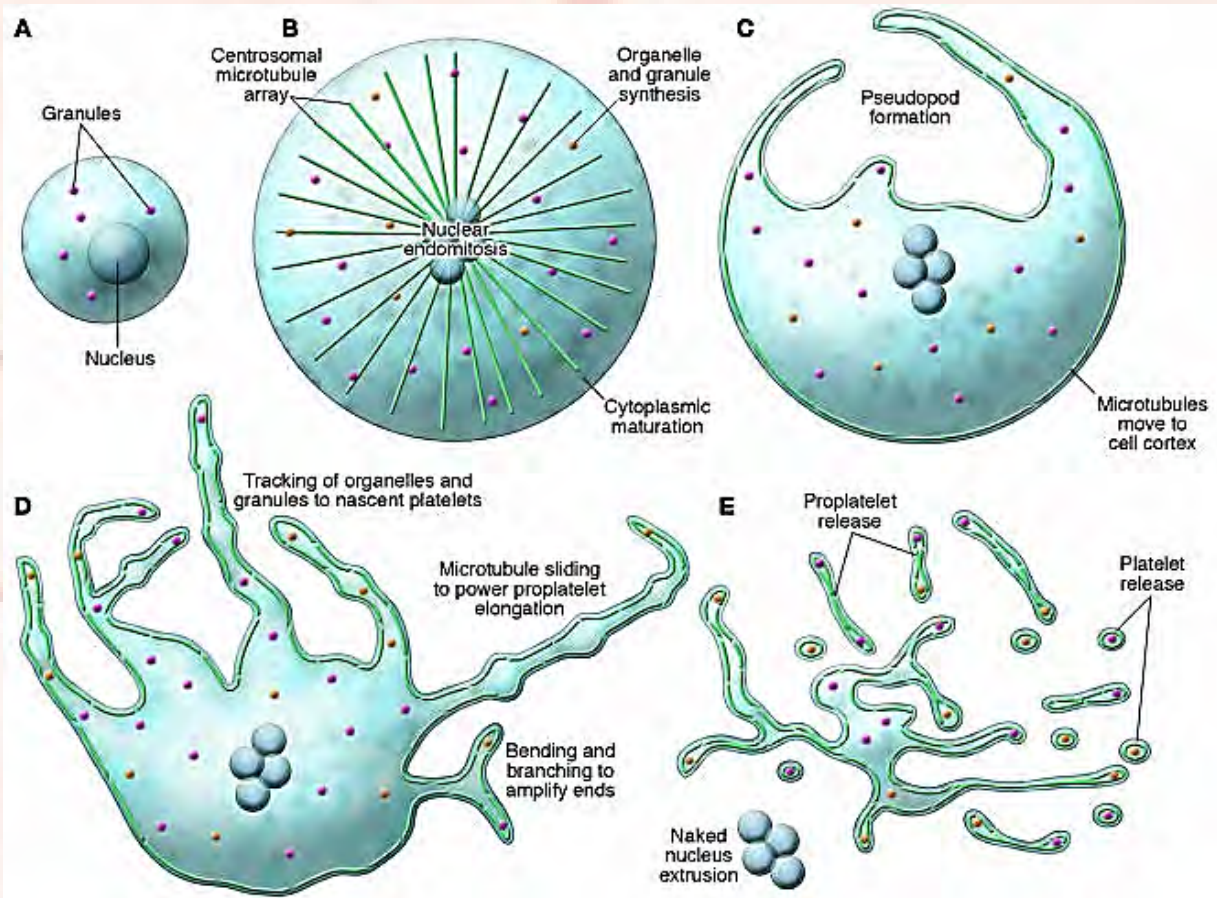 A
Granules
Nucleus
B
Centrosomal
microtubule
array
Organelle
and granule
synthesis
Nuclear
endomitosis
Cytoplasmic
maturation
C
Pseudopod
formation
Microtubules
move to
cell cortex
D
Tracking of organelles and
granules to nascent platelets
Microtubule sliding
to power proplatelet
elongation
Bending and
branching to
amplify ends
E
Proplatelet
release
Platelet
release
Naked
nucleus
extrusion